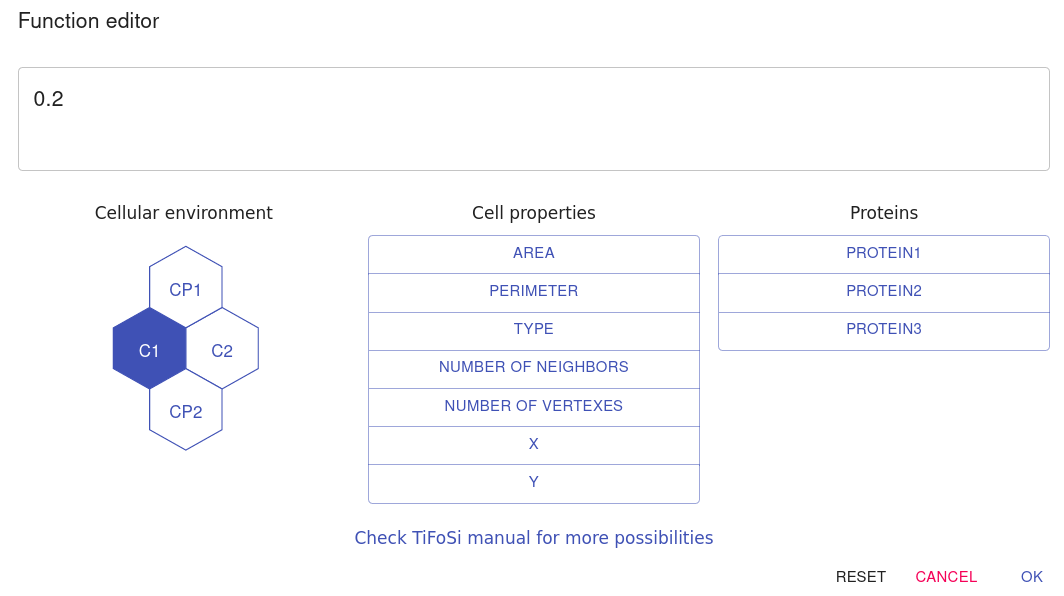 Function editor
0.2
Cellular environment
CP1
C1
C2
CP2
Cell properties
AREA
PERIMETER
TYPE
NUMBER OF NEIGHBORS
NUMBER OF VERTEXES
X
Y
Proteins
PROTEIN1
PROTEIN2
PROTEIN3
Check TiFoSi manual for more possibilities
RESET
CANCEL
OK